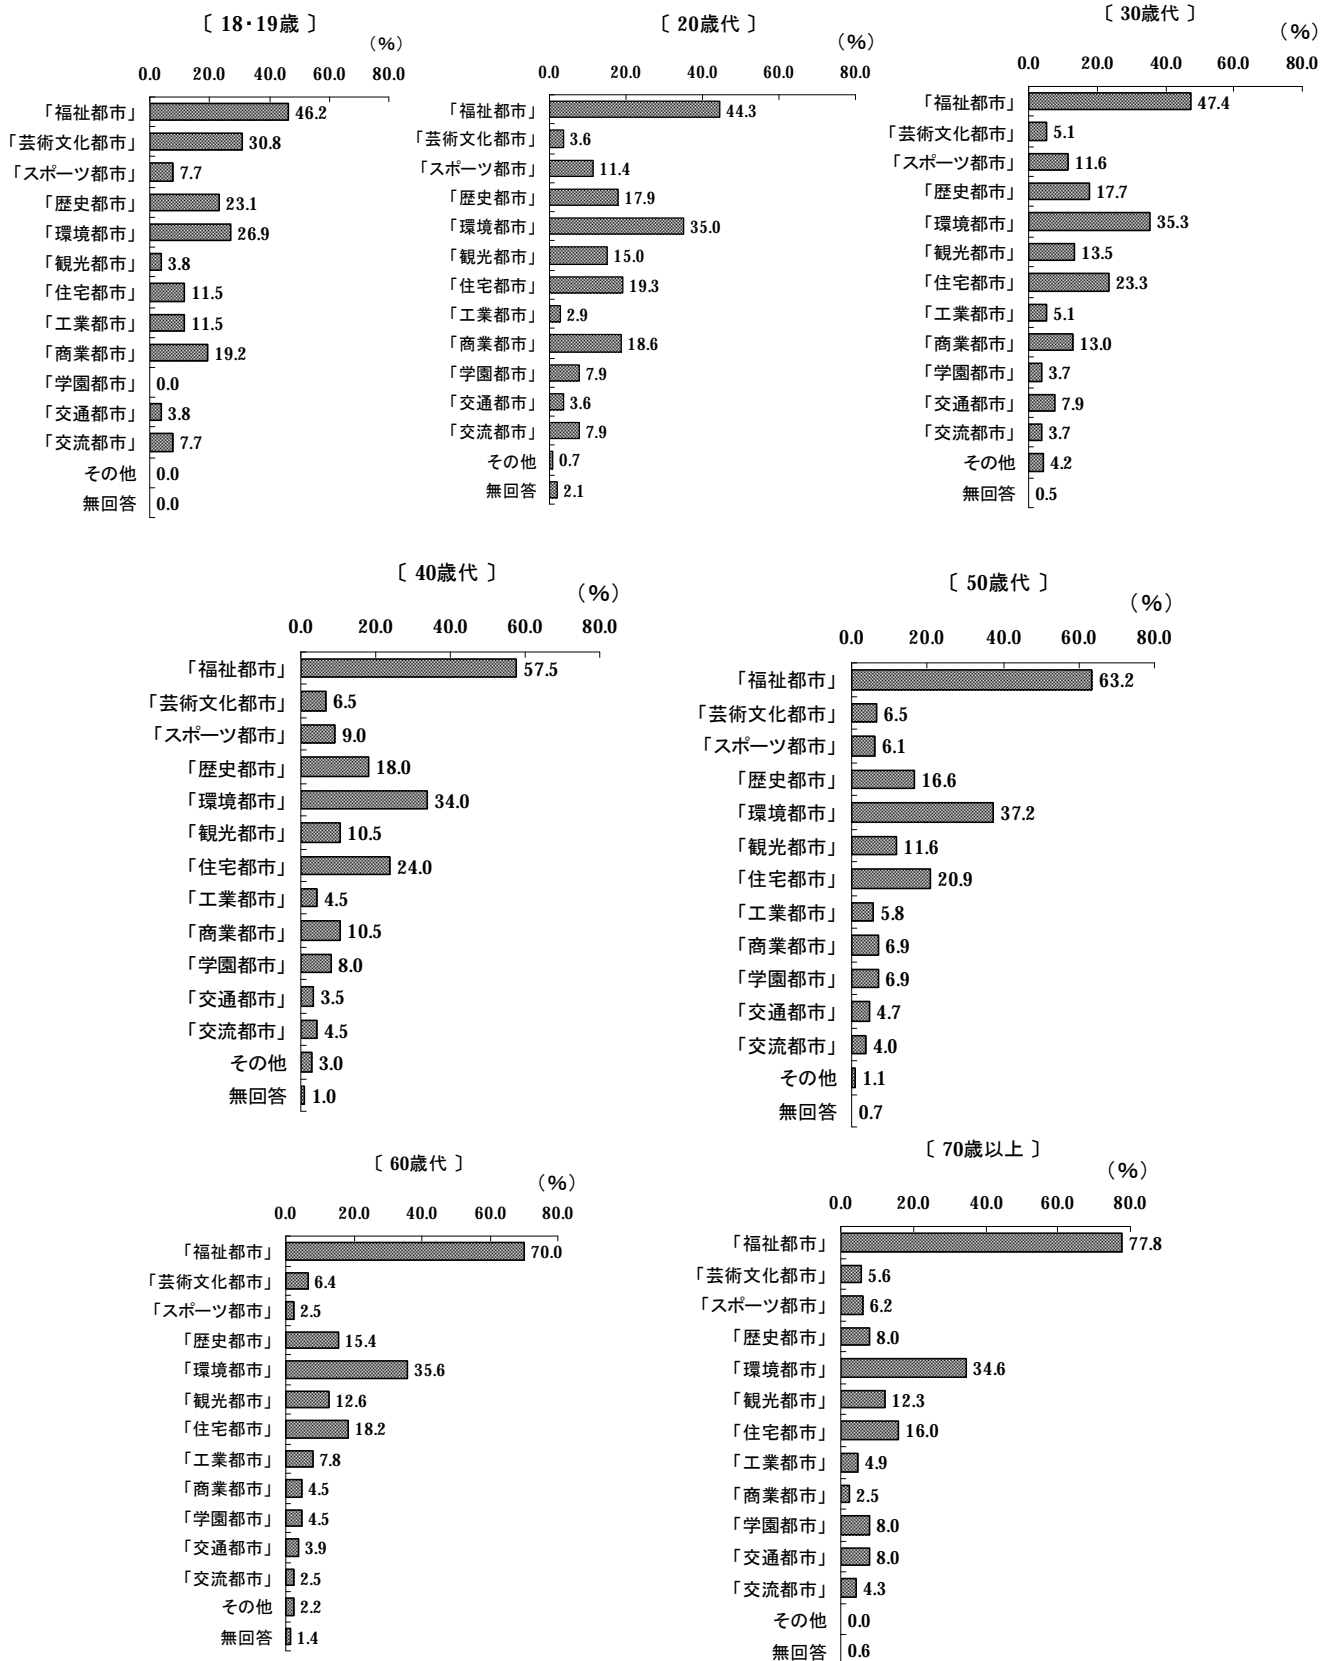 〔 18・19歳 〕
（%）
0.0 20.0 40.0 60.0 80.0
「福祉都市」 46.2
「芸術文化都市」 30.8
「スポーツ都市」 7.7
「歴史都市」 23.1
「環境都市」 26.9
「観光都市」 3.8
「住宅都市」 11.5
「工業都市」 11.5
「商業都市」 19.2
「学園都市」 0.0
「交通都市」 3.8
「交流都市」 7.7
その他 0.0
無回答 0.0
〔 20歳代 〕
（%）
0.0 20.0 40.0 60.0 80.0
「福祉都市」 44.3
「芸術文化都市」 3.6
「スポーツ都市」 11.4
「歴史都市」 17.9
「環境都市」 35.0
「観光都市」 15.0
「住宅都市」 19.3
「工業都市」 2.9
「商業都市」 18.6
「学園都市」 7.9
「交通都市」 3.6
「交流都市」 7.9
その他 0.7
無回答 2.1
〔 30歳代 〕
（%）
0.0 20.0 40.0 60.0 80.0
「福祉都市」 47.4
「芸術文化都市」 5.1
「スポーツ都市」 11.6
「歴史都市」 17.7
「環境都市」 35.3
「観光都市」 13.5
「住宅都市」 23.3
「工業都市」 5.1
「商業都市」 13.0
「学園都市」 3.7
「交通都市」 7.9
「交流都市」 3.7
その他 4.2
無回答 0.5
〔 40歳代 〕
（%）
0.0 20.0 40.0 60.0 80.0
「福祉都市」 57.5
「芸術文化都市」 6.5
「スポーツ都市」 9.0
「歴史都市」 18.0
「環境都市」 34.0
「観光都市」 10.5
「住宅都市」 24.0
「工業都市」 4.5
「商業都市」 10.5
「学園都市」 8.0
「交通都市」 3.5
「交流都市」 4.5
その他 3.0
無回答 1.0
〔 50歳代 〕
（%）
0.0 20.0 40.0 60.0 80.0
「福祉都市」 63.2
「芸術文化都市」 6.5
「スポーツ都市」 6.1
「歴史都市」 16.6
「環境都市」 37.2
「観光都市」 11.6
「住宅都市」 20.9
「工業都市」 5.8
「商業都市」 6.9
「学園都市」 6.9
「交通都市」 4.7
「交流都市」 4.0
その他 1.1
無回答 0.7
〔 60歳代 〕
（%）
0.0 20.0 40.0 60.0 80.0
「福祉都市」 70.0
「芸術文化都市」 6.4
「スポーツ都市」 2.5
「歴史都市」 15.4
「環境都市」 35.6
「観光都市」 12.6
「住宅都市」 18.2
「工業都市」 7.8
「商業都市」 4.5
「学園都市」 4.5
「交通都市」 3.9
「交流都市」 2.5
その他 2.2
無回答 1.4
〔 70歳以上 〕
（%）
0.0 20.0 40.0 60.0 80.0
「福祉都市」 77.8
「芸術文化都市」 5.6
「スポーツ都市」 6.2
「歴史都市」 8.0
「環境都市」 34.6
「観光都市」 12.3
「住宅都市」 16.0
「工業都市」 4.9
「商業都市」 2.5
「学園都市」 8.0
「交通都市」 8.0
「交流都市」 4.3
その他 0.0
無回答 0.6